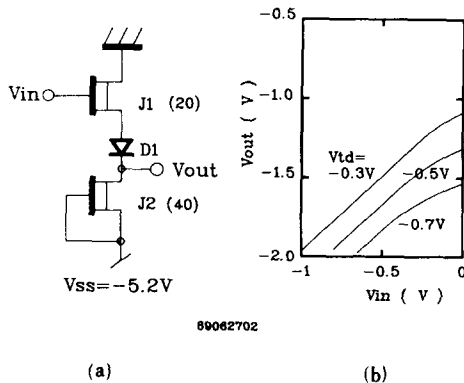 Vin
J1 (20)
D1
Vout
J2 (40)
Vss=-5.2V
(a)
Vout ( V )
-0.5
-1.0
-1.5
-2.0
Vtd=
-0.3V
-0.5V
-0.7V
-1
-0.5
0
Vin ( V )
(b)
89062702